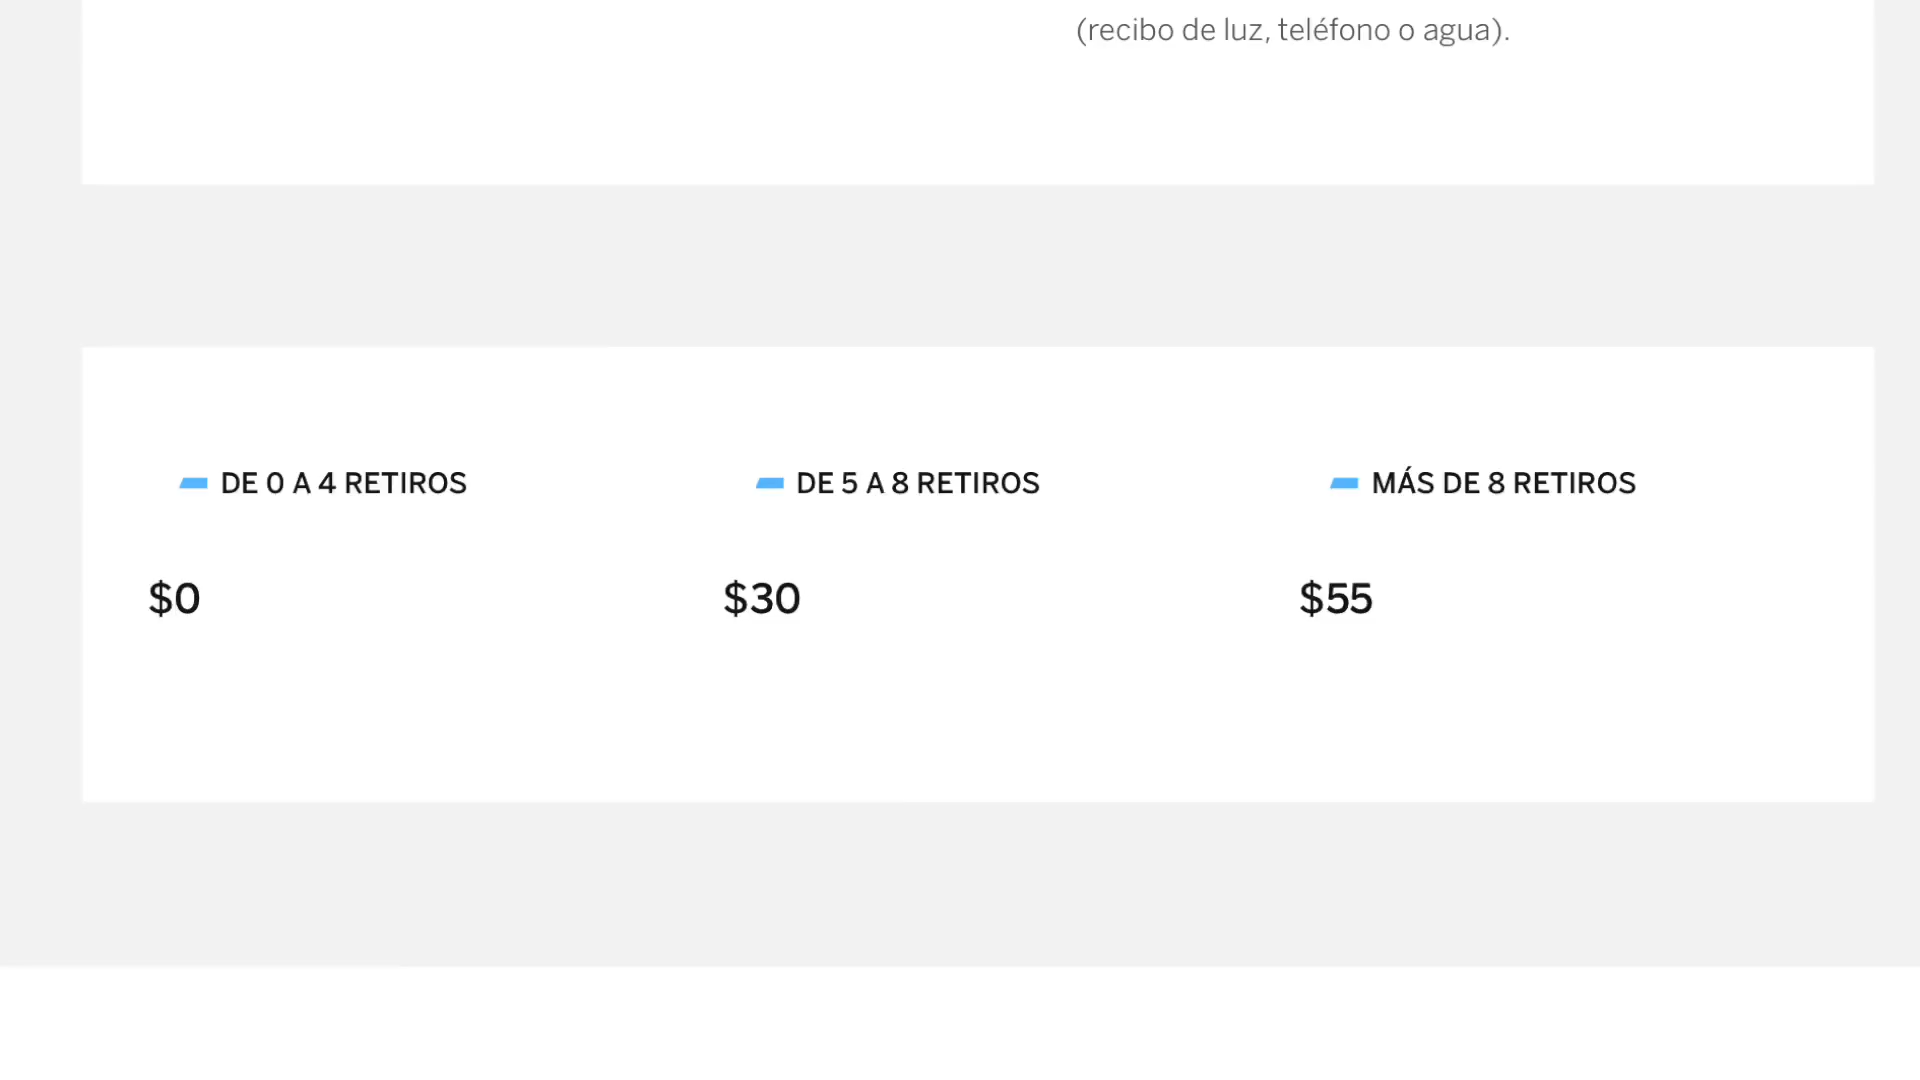 (recibo de luz, teléfono o agua).
DE 0 A 4 RETIROS
$0
DE 5 A 8 RETIROS
$30
MÁS DE 8 RETIROS
$55